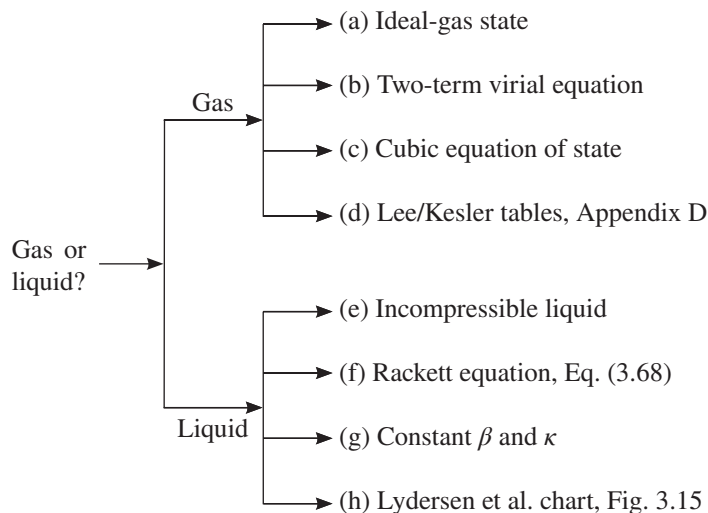 (a) Ideal-gas state
(b) Two-term virial equation
Gas
(c) Cubic equation of state
(d) Lee/Kesler tables, Appendix D
Gas or
liquid?
(e) Incompressible liquid
(f) Rackett equation, Eq. (3.68)
Liquid
(g) Constant β and κ
(h) Lydersen et al. chart, Fig. 3.15